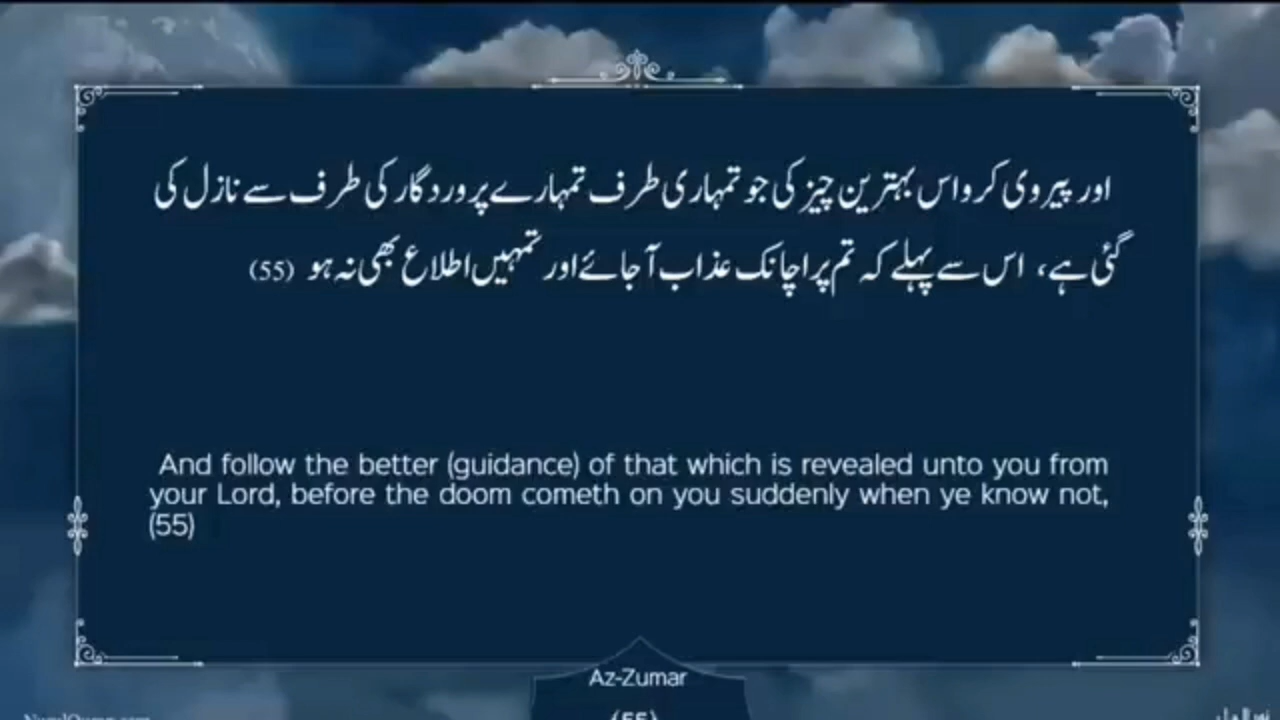 اور پیروی کرو اس بہترین چیز کی جو تمہاری طرف تمہارے پروردگار کی طرف سے نازل کی
گئی ہے، اس سے پہلے کہ تم پر اچانک عذاب آجائے اور تمہیں اطلاع بھی نہ ہو (55)
And follow the better (guidance) of that which is revealed unto you from
your Lord, before the doom cometh on you suddenly when ye know not,
(55)
Az-Zumar
(55)